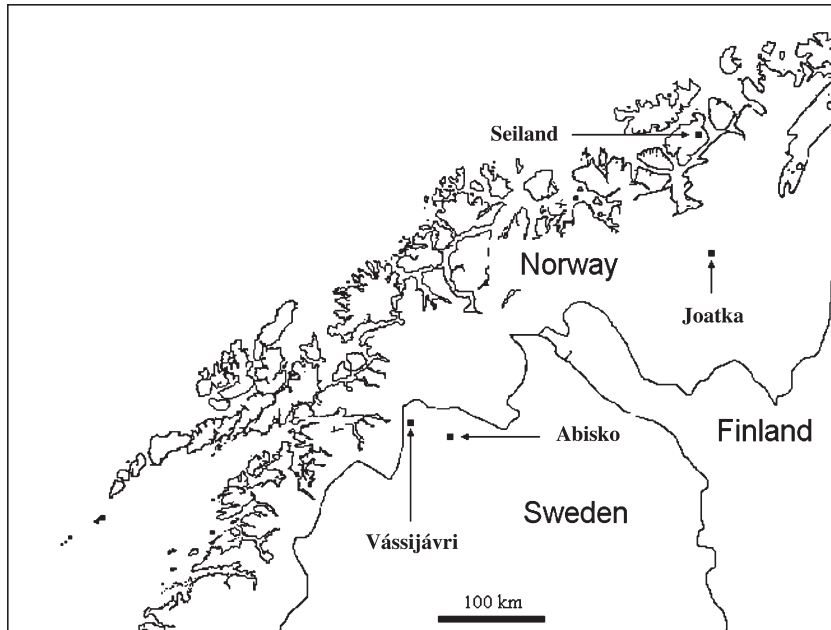 Seiland
Norway
Joatka
Finland
Abisko
Sweden
Vássijávri
100 km